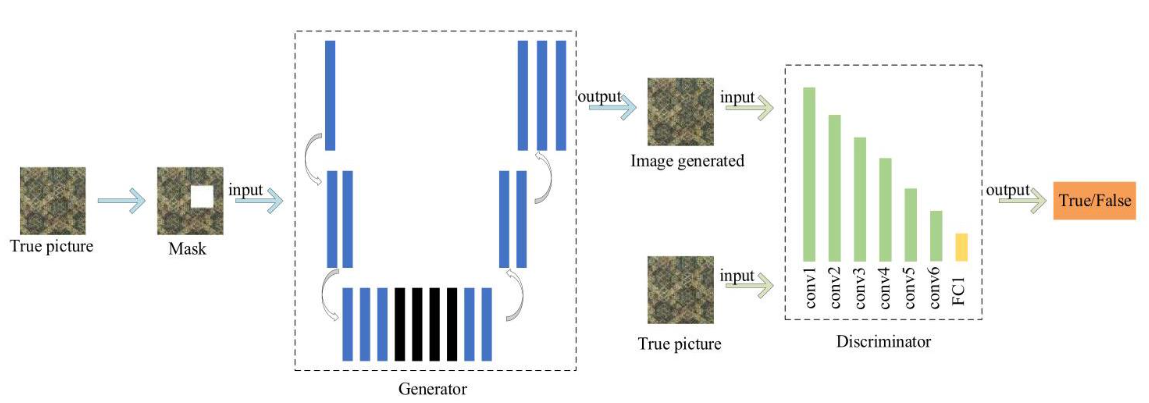 True picture
Mask
input
Generator
output
Image generated
True picture
input
input
conv1
conv2
conv3
conv4
conv5
conv6
FC1
Discriminator
output
True/False